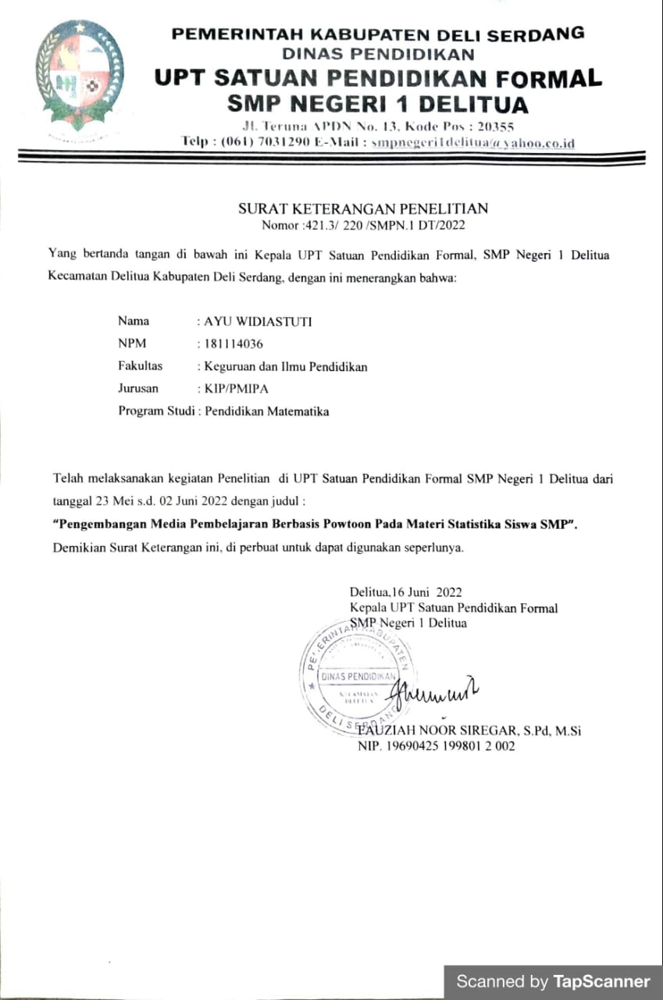 PEMERINTAH KABUPATEN DELI SERDANG
DINAS PENDIDIKAN
UPT SATUAN PENDIDIKAN FORMAL
SMP NEGERI 1 DELITUA
Jl. Teruna APDN No. 13, Kode Pos : 20355
Telp : (061) 7031290 E-Mail : smpnegeri1delitua@yahoo.co.id
SURAT KETERANGAN PENELITIAN
Nomor :421.3/ 220 /SMPN.1 DT/2022
Yang bertanda tangan di bawah ini Kepala UPT Satuan Pendidikan Formal, SMP Negeri 1 Delitua
Kecamatan Delitua Kabupaten Deli Serdang, dengan ini menerangkan bahwa:
Nama : AYU WIDIASTUTI
NPM : 181114036
Fakultas : Keguruan dan Ilmu Pendidikan
Jurusan : KIP/PMIPA
Program Studi : Pendidikan Matematika
Telah melaksanakan kegiatan Penelitian di UPT Satuan Pendidikan Formal SMP Negeri 1 Delitua dari
tanggal 23 Mei s.d. 02 Juni 2022 dengan judul :
“Pengembangan Media Pembelajaran Berbasis Powtoon Pada Materi Statistika Siswa SMP”.
Demikian Surat Keterangan ini, di perbuat untuk dapat digunakan seperlunya.
Delitua,16 Juni 2022
Kepala UPT Satuan Pendidikan Formal
SMP Negeri 1 Delitua
PEMERINTAH KABUPATEN
DINAS PENDIDIKAN
KECAMATAN
DELITUA
DELI SERDANG
FAUZIAH NOOR SIREGAR, S.Pd, M.Si
NIP. 19690425 199801 2 002
Scanned by TapScanner